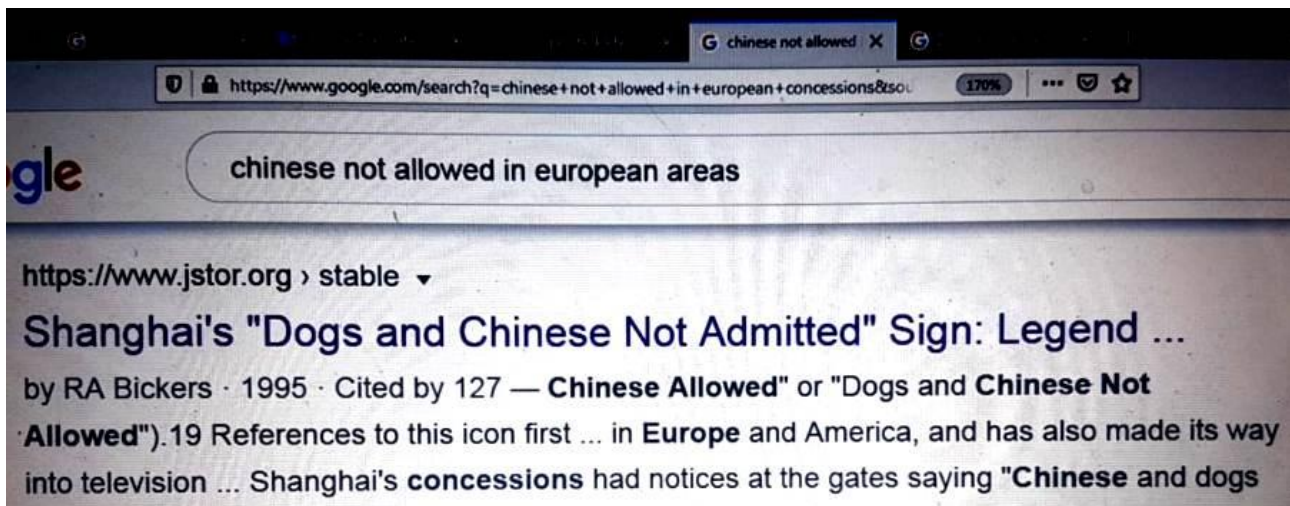 chinese not allowed
https://www.google.com/search?q=chinese+not+allowed+in+european+concessions&sou
170%
gle
chinese not allowed in european areas
https://www.jstor.org › stable
Shanghai's "Dogs and Chinese Not Admitted" Sign: Legend ...
by RA Bickers · 1995 · Cited by 127 — Chinese Allowed" or "Dogs and Chinese Not
Allowed").19 References to this icon first ... in Europe and America, and has also made its way
into television ... Shanghai's concessions had notices at the gates saying "Chinese and dogs